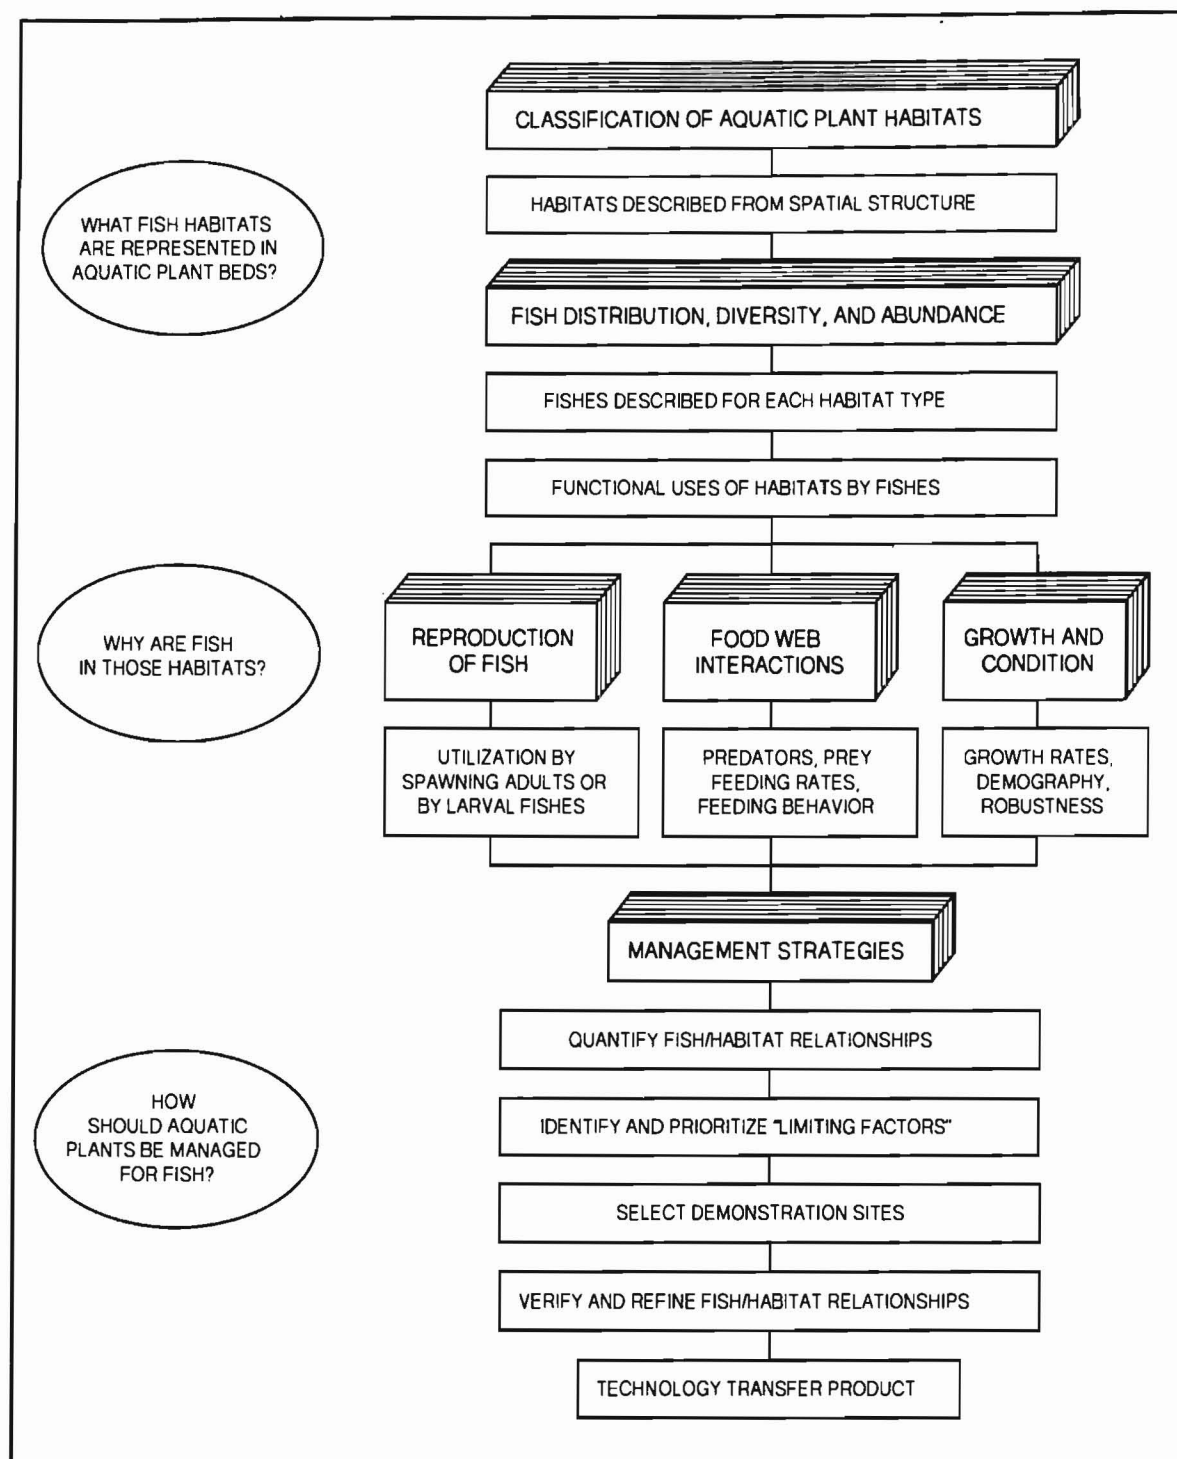 CLASSIFICATION OF AQUATIC PLANT HABITATS
HABITATS DESCRIBED FROM SPATIAL STRUCTURE
WHAT FISH HABITATS
ARE REPRESENTED IN
AQUATIC PLANT BEDS?
FISH DISTRIBUTION, DIVERSITY, AND ABUNDANCE
FISHES DESCRIBED FOR EACH HABITAT TYPE
FUNCTIONAL USES OF HABITATS BY FISHES
WHY ARE FISH
IN THOSE HABITATS?
REPRODUCTION
OF FISH
FOOD WEB
INTERACTIONS
GROWTH AND
CONDITION
UTILIZATION BY
SPAWNING ADULTS OR
BY LARVAL FISHES
PREDATORS, PREY
FEEDING RATES,
FEEDING BEHAVIOR
GROWTH RATES,
DEMOGRAPHY,
ROBUSTNESS
MANAGEMENT STRATEGIES
QUANTIFY FISH/HABITAT RELATIONSHIPS
HOW
SHOULD AQUATIC
PLANTS BE MANAGED
FOR FISH?
IDENTIFY AND PRIORITIZE "LIMITING FACTORS"
SELECT DEMONSTRATION SITES
VERIFY AND REFINE FISH/HABITAT RELATIONSHIPS
TECHNOLOGY TRANSFER PRODUCT